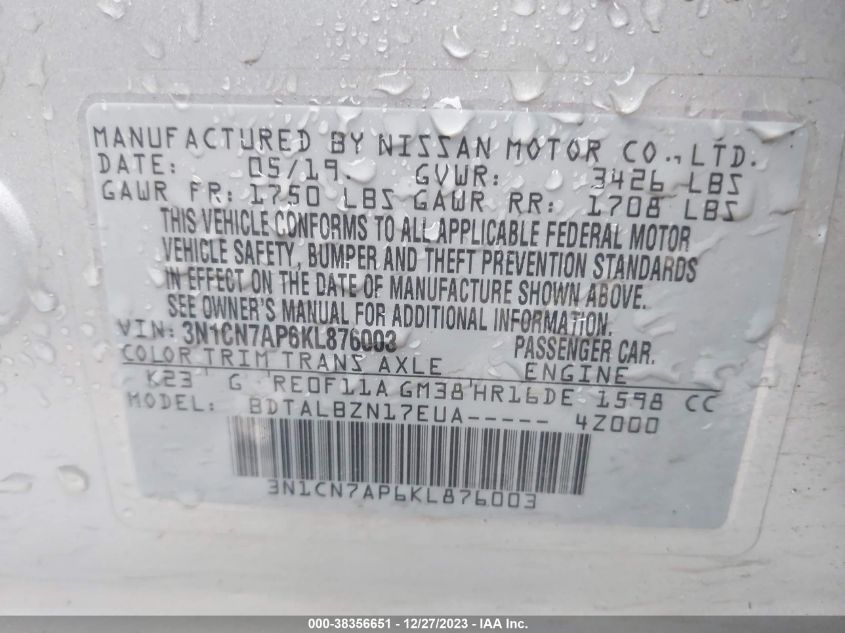 MANUFACTURED BY NISSAN MOTOR CO., LTD.
DATE: 05/19. GVWR: 3426 LBS
GAWR FR: 1750 LBS GAWR RR: 1708 LBS
THIS VEHICLE CONFORMS TO ALL APPLICABLE FEDERAL MOTOR
VEHICLE SAFETY, BUMPER AND THEFT PREVENTION STANDARDS
IN EFFECT ON THE DATE OF MANUFACTURE SHOWN ABOVE.
SEE OWNER'S MANUAL FOR ADDITIONAL INFORMATION.
VIN: 3N1CN7AP6KL876003 PASSENGER CAR.
COLOR TRIM TRANS AXLE ENGINE
K23 G RE0F11A GM38 HR16DE 1598 CC
MODEL: BDTALBZN17EUA----- 4Z000
3N1CN7AP6KL876003
000-38356651 - 12/27/2023 - IAA Inc.